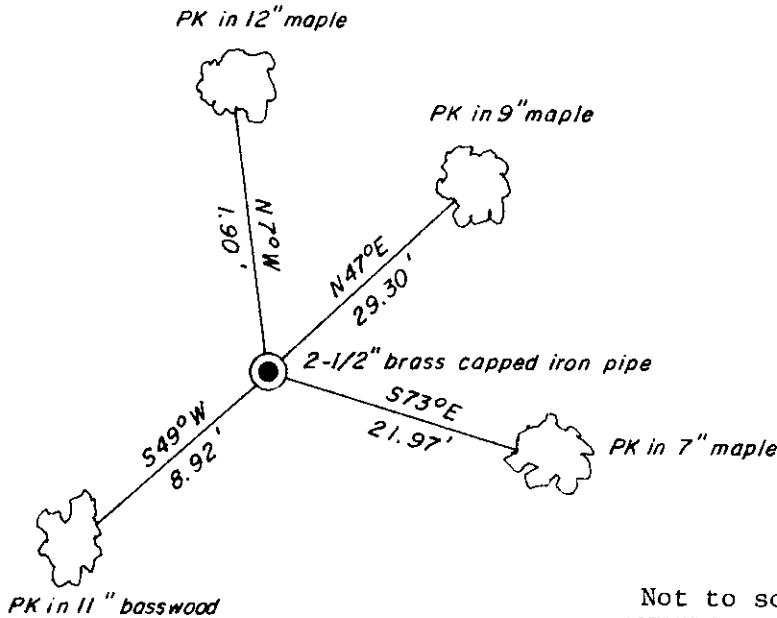 PK in 12" maple
PK in 9" maple
N7°W
1.90'
N47°E
29.30'
2-1/2" brass capped iron pipe
S73°E
21.97'
S49°W
8.92'
PK in 7" maple
PK in 11" basswood
Not to sc